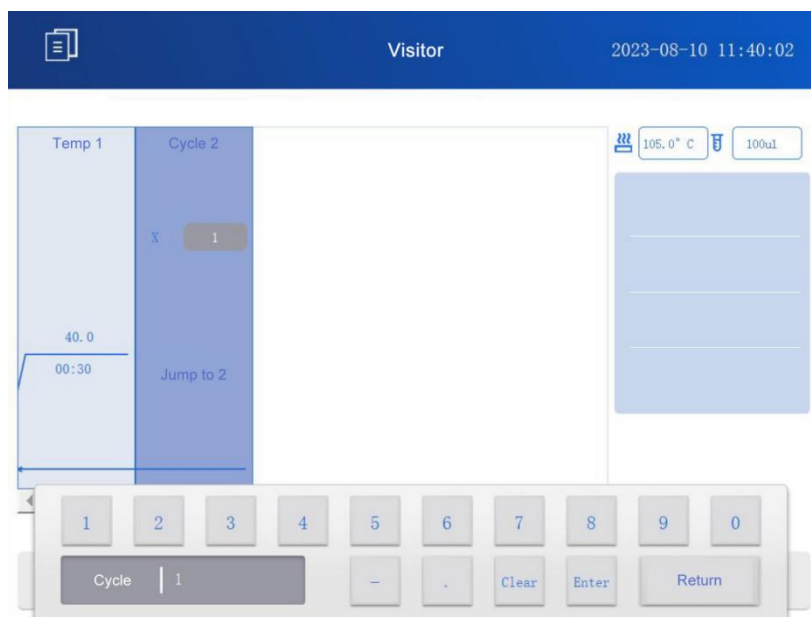 Visitor 2023-08-10 11:40:02
Temp 1 Cycle 2 105.0° C 100ul
X 1
40.0
00:30 Jump to 2
1 2 3 4 5 6 7 8 9 0
Cycle 1 - . Clear Enter Return